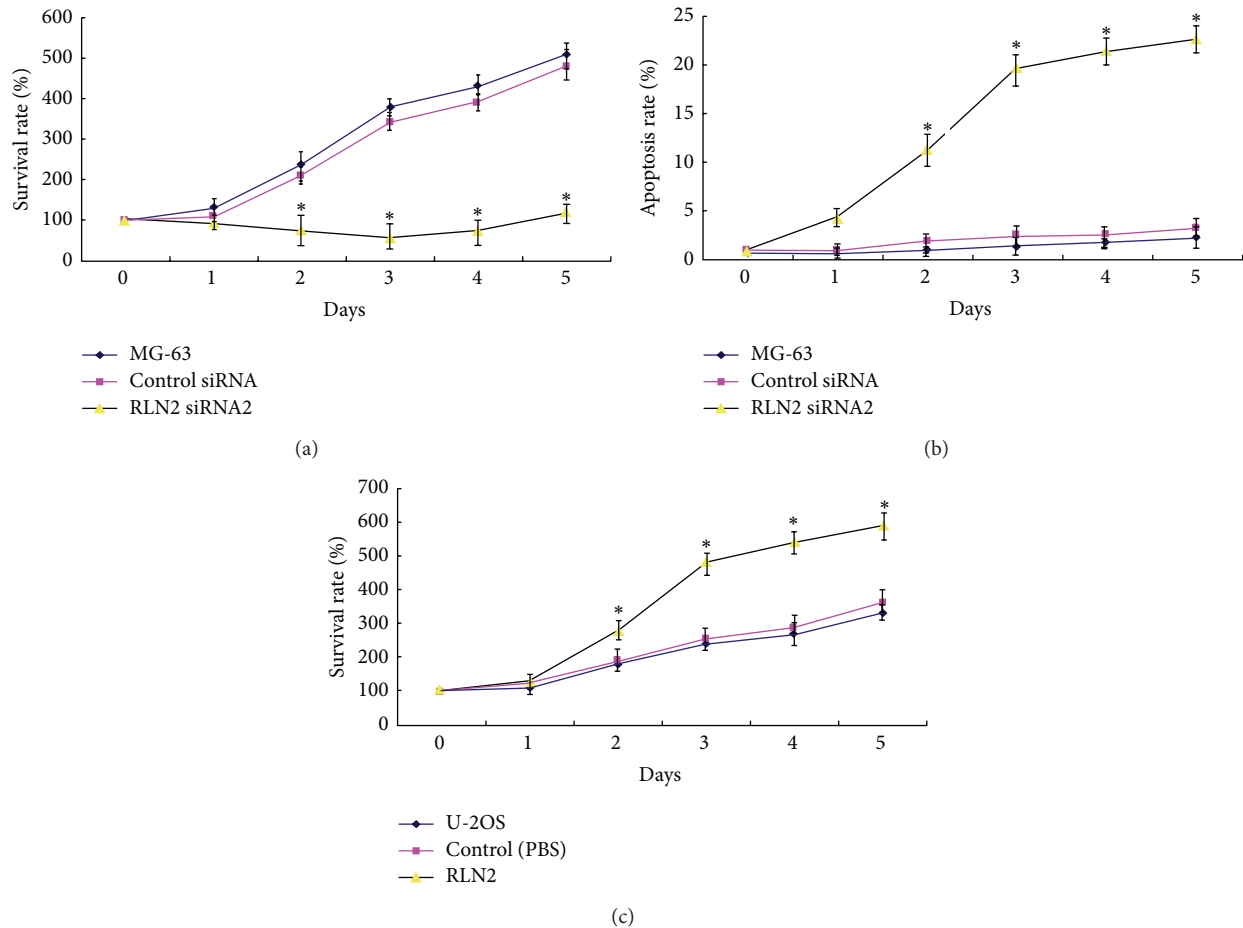 600
500
400
300
200
100
0
Survival rate (%)
* * * *
0 1 2 3 4 5
Days
MG-63
Control siRNA
RLN2 siRNA2
(a)
25
20
15
10
5
0
Apoptosis rate (%)
* * * *
0 1 2 3 4 5
Days
MG-63
Control siRNA
RLN2 siRNA2
(b)
700
600
500
400
300
200
100
0
Survival rate (%)
* * * *
0 1 2 3 4 5
Days
U-2OS
Control (PBS)
RLN2
(c)